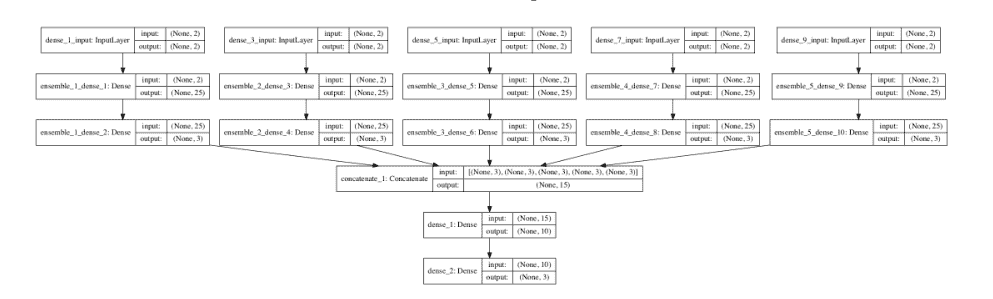 dense_1_input: InputLayer input: (None, 2) output: (None, 2)
dense_3_input: InputLayer input: (None, 2) output: (None, 2)
dense_5_input: InputLayer input: (None, 2) output: (None, 2)
dense_7_input: InputLayer input: (None, 2) output: (None, 2)
dense_9_input: InputLayer input: (None, 2) output: (None, 2)
ensemble_1_dense_1: Dense input: (None, 2) output: (None, 25)
ensemble_2_dense_3: Dense input: (None, 2) output: (None, 25)
ensemble_3_dense_5: Dense input: (None, 2) output: (None, 25)
ensemble_4_dense_7: Dense input: (None, 2) output: (None, 25)
ensemble_5_dense_9: Dense input: (None, 2) output: (None, 25)
ensemble_1_dense_2: Dense input: (None, 25) output: (None, 3)
ensemble_2_dense_4: Dense input: (None, 25) output: (None, 3)
ensemble_3_dense_6: Dense input: (None, 25) output: (None, 3)
ensemble_4_dense_8: Dense input: (None, 25) output: (None, 3)
ensemble_5_dense_10: Dense input: (None, 25) output: (None, 3)
concatenate_1: Concatenate input: [(None, 3), (None, 3), (None, 3), (None, 3), (None, 3)] output: (None, 15)
dense_1: Dense input: (None, 15) output: (None, 10)
dense_2: Dense input: (None, 10) output: (None, 3)